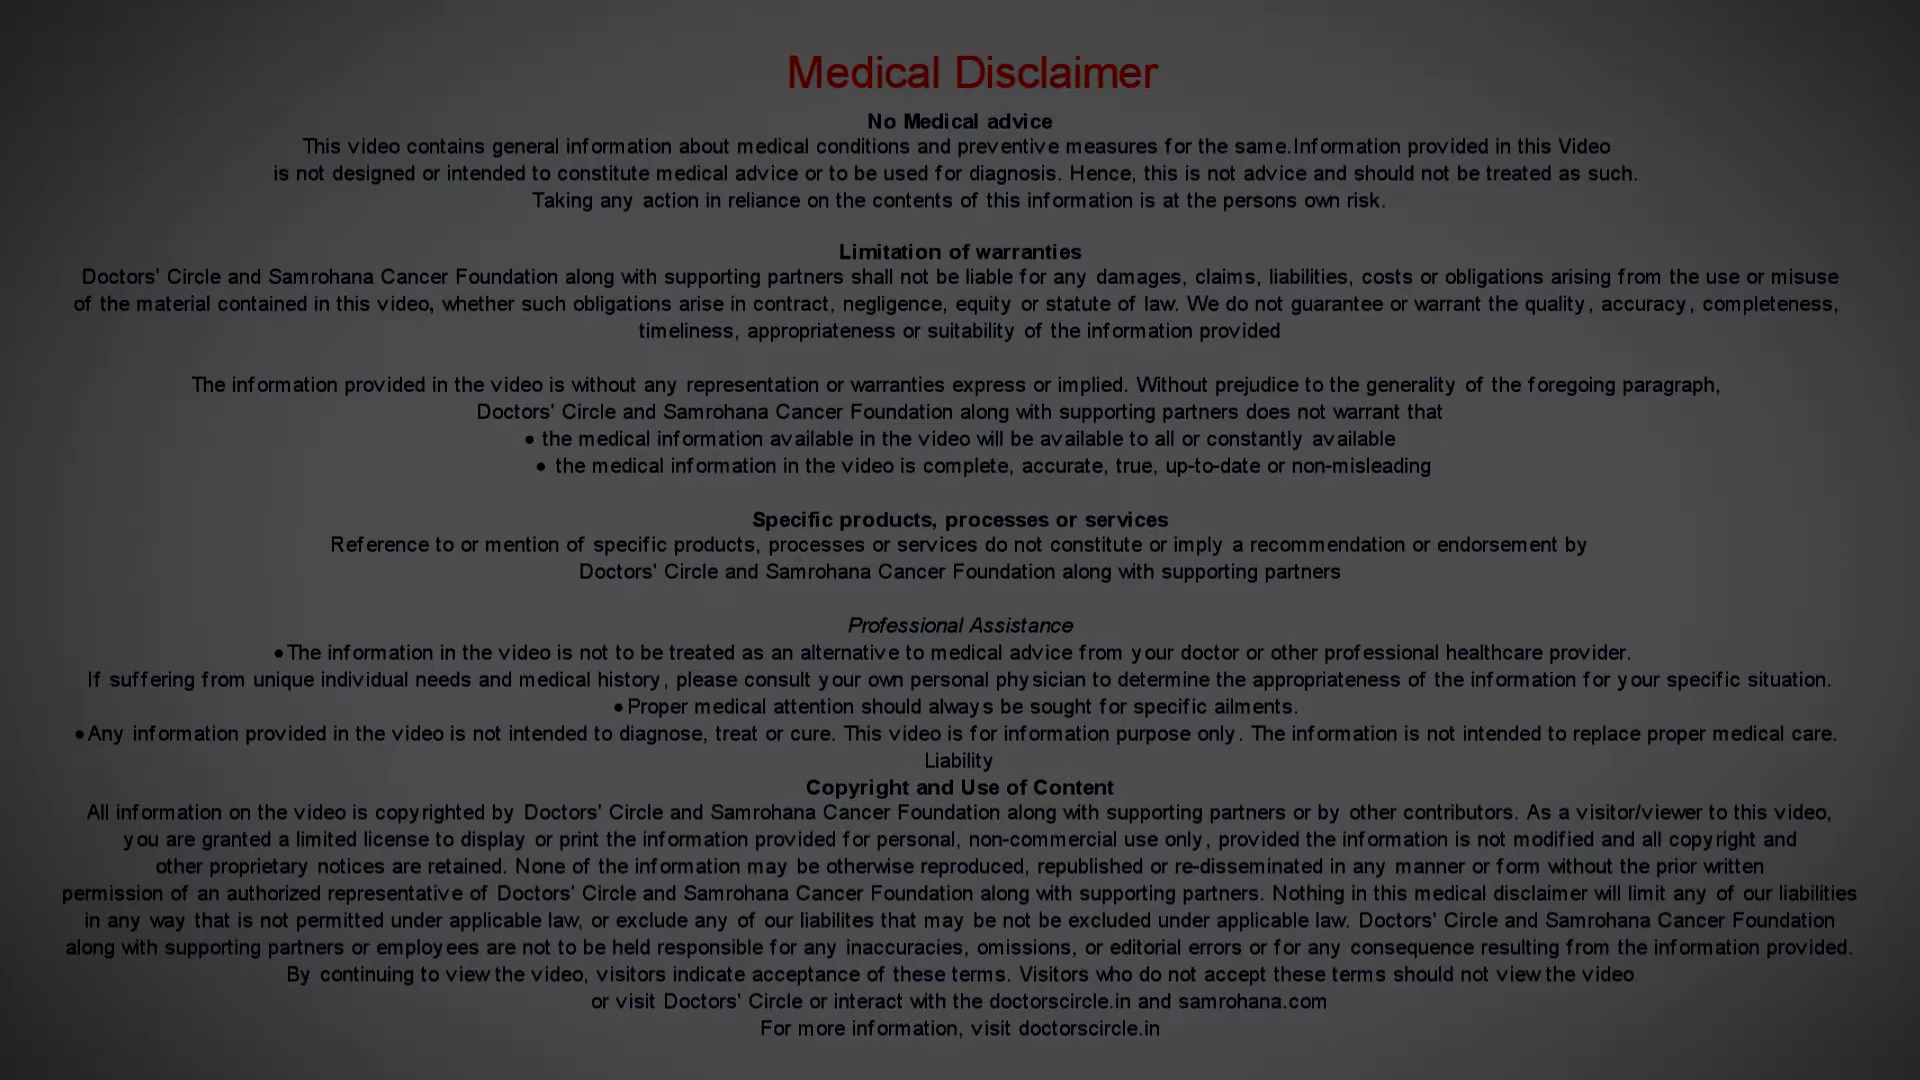 Medical Disclaimer
No Medical advice
This video contains general information about medical conditions and preventive measures for the same.Information provided in this Video
is not designed or intended to constitute medical advice or to be used for diagnosis. Hence, this is not advice and should not be treated as such.
Taking any action in reliance on the contents of this information is at the persons own risk.
Limitation of warranties
Doctors' Circle and Samrohana Cancer Foundation along with supporting partners shall not be liable for any damages, claims, liabilities, costs or obligations arising from the use or misuse
of the material contained in this video, whether such obligations arise in contract, negligence, equity or statute of law. We do not guarantee or warrant the quality, accuracy, completeness,
timeliness, appropriateness or suitability of the information provided
The information provided in the video is without any representation or warranties express or implied. Without prejudice to the generality of the foregoing paragraph,
Doctors' Circle and Samrohana Cancer Foundation along with supporting partners does not warrant that
• the medical information available in the video will be available to all or constantly available
• the medical information in the video is complete, accurate, true, up-to-date or non-misleading
Specific products, processes or services
Reference to or mention of specific products, processes or services do not constitute or imply a recommendation or endorsement by
Doctors' Circle and Samrohana Cancer Foundation along with supporting partners
Professional Assistance
•The information in the video is not to be treated as an alternative to medical advice from your doctor or other professional healthcare provider.
If suffering from unique individual needs and medical history, please consult your own personal physician to determine the appropriateness of the information for your specific situation.
•Proper medical attention should always be sought for specific ailments.
•Any information provided in the video is not intended to diagnose, treat or cure. This video is for information purpose only. The information is not intended to replace proper medical care.
Liability
Copyright and Use of Content
All information on the video is copyrighted by Doctors' Circle and Samrohana Cancer Foundation along with supporting partners or by other contributors. As a visitor/viewer to this video,
you are granted a limited license to display or print the information provided for personal, non-commercial use only, provided the information is not modified and all copyright and
other proprietary notices are retained. None of the information may be otherwise reproduced, republished or re-disseminated in any manner or form without the prior written
permission of an authorized representative of Doctors' Circle and Samrohana Cancer Foundation along with supporting partners. Nothing in this medical disclaimer will limit any of our liabilities
in any way that is not permitted under applicable law, or exclude any of our liabilites that may be not be excluded under applicable law. Doctors' Circle and Samrohana Cancer Foundation
along with supporting partners or employees are not to be held responsible for any inaccuracies, omissions, or editorial errors or for any consequence resulting from the information provided.
By continuing to view the video, visitors indicate acceptance of these terms. Visitors who do not accept these terms should not view the video
or visit Doctors' Circle or interact with the doctorscircle.in and samrohana.com
For more information, visit doctorscircle.in